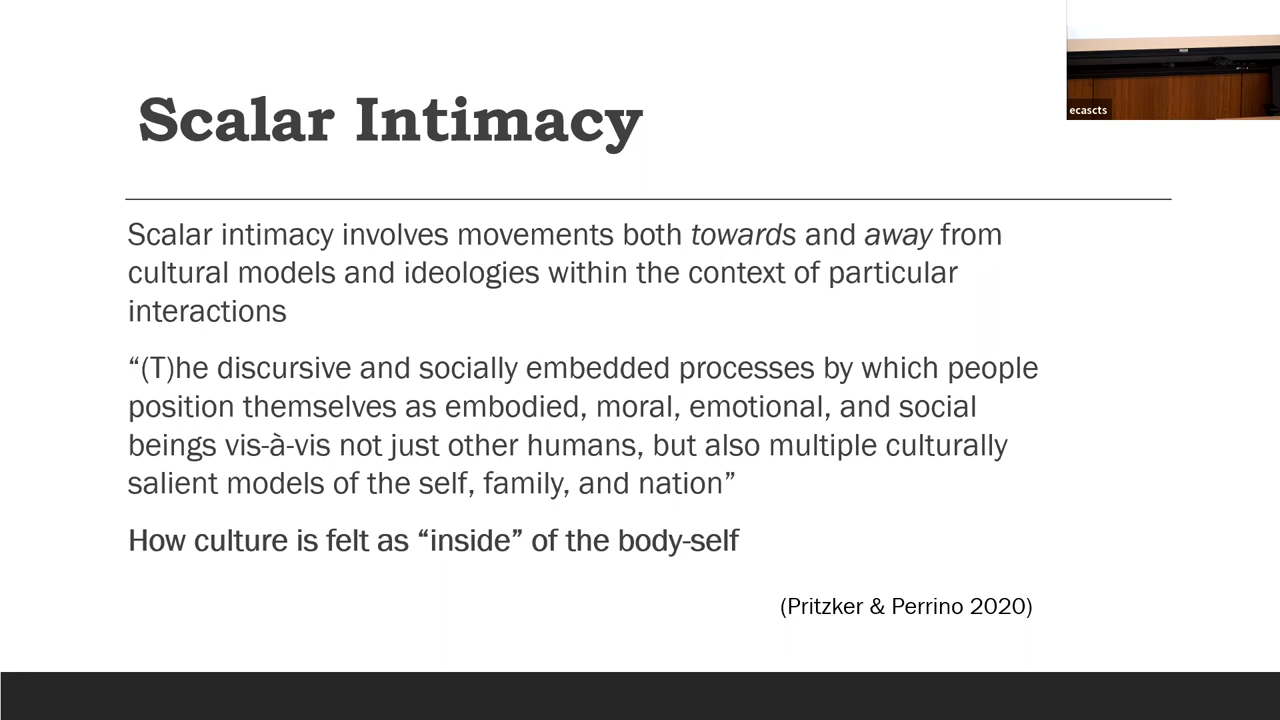 Scalar Intimacy
ecascts
Scalar intimacy involves movements both towards and away from
cultural models and ideologies within the context of particular
interactions
“(T)he discursive and socially embedded processes by which people
position themselves as embodied, moral, emotional, and social
beings vis-à-vis not just other humans, but also multiple culturally
salient models of the self, family, and nation”
How culture is felt as “inside” of the body-self
(Pritzker & Perrino 2020)